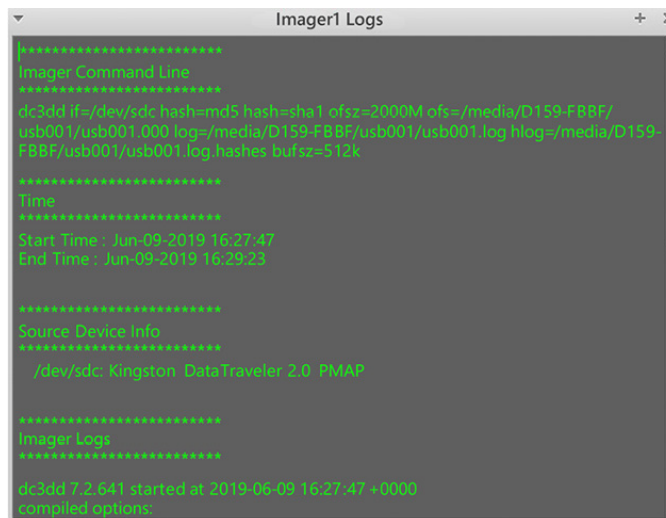 Imager1 Logs
*************************
Imager Command Line
*************************
dc3dd if=/dev/sdc hash=md5 hash=sha1 ofsz=2000M ofs=/media/D159-FBBF/
usb001/usb001.000 log=/media/D159-FBBF/usb001/usb001.log hlog=/media/D159-
FBBF/usb001/usb001.log.hashes bufsz=512k
*************************
Time
*************************
Start Time : Jun-09-2019 16:27:47
End Time : Jun-09-2019 16:29:23
*************************
Source Device Info
*************************
/dev/sdc: Kingston DataTraveler 2.0 PMAP
*************************
Imager Logs
*************************
dc3dd 7.2.641 started at 2019-06-09 16:27:47 +0000
compiled options: